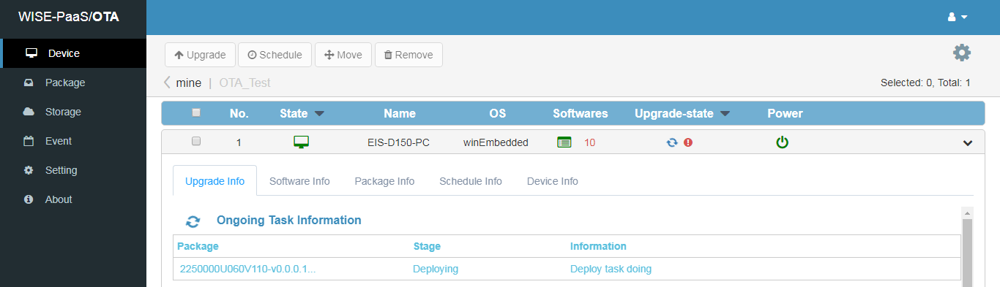 WISE-PaaS/OTA
Device
Package
Storage
Event
Setting
About
Upgrade Schedule Move Remove
mine | OTA_Test
Selected: 0, Total: 1
No. State Name OS Softwares Upgrade-state Power
1 EIS-D150-PC winEmbedded 10
Upgrade Info Software Info Package Info Schedule Info Device Info
Ongoing Task Information
Package Stage Information
2250000U060V110-v0.0.0.1... Deploying Deploy task doing